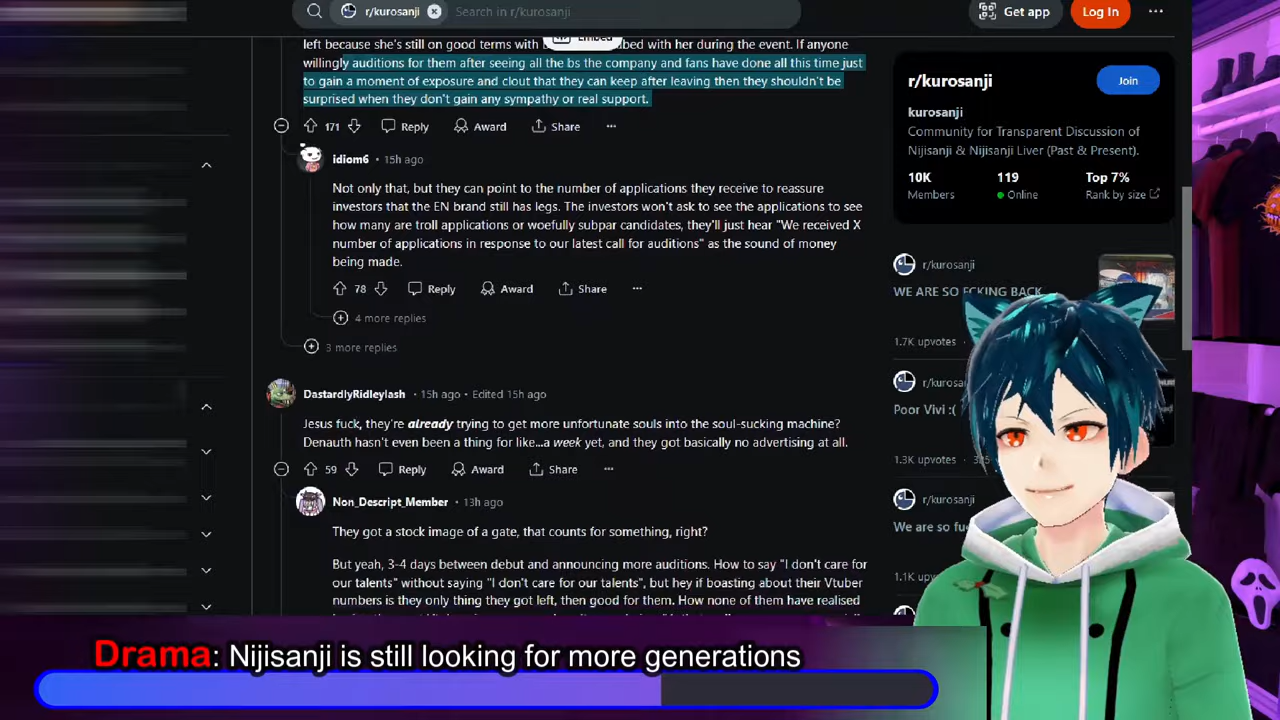 r/kurosanji
Search in r/kurosanji
Get app
Log In
left because she's still on good terms with
bed with her during the event. If anyone
willingly auditions for them after seeing all the bs the company and fans have done all this time just
to gain a moment of exposure and clout that they can keep after leaving then they shouldn't be
surprised when they don't gain any sympathy or real support.
171 Reply Award Share
idiom6 • 15h ago
Not only that, but they can point to the number of applications they receive to reassure
investors that the EN brand still has legs. The investors won't ask to see the applications to see
how many are troll applications or woefully subpar candidates, they'll just hear "We received X
number of applications in response to our latest call for auditions" as the sound of money
being made.
78 Reply Award Share
4 more replies
3 more replies
DastardlyRidleylash • 15h ago • Edited 15h ago
Jesus fuck, they're already trying to get more unfortunate souls into the soul-sucking machine?
Denauth hasn't even been a thing for like...a week yet, and they got basically no advertising at all.
59 Reply Award Share
Non_Descript_Member • 13h ago
They got a stock image of a gate, that counts for something, right?
But yeah, 3-4 days between debut and announcing more auditions. How to say "I don't care for
our talents" without saying "I don't care for our talents", but hey if boasting about their Vtuber
numbers is they only thing they got left, then good for them. How none of them have realised
r/kurosanji
Join
kurosanji
Community for Transparent Discussion of
Nijisanji & Nijisanji Liver (Past & Present).
10K 119 Top 7%
Members Online Rank by size
r/kurosanji
WE ARE SO FCKING BACK
1.7K upvotes
Poor Vivi :(
1.3K upvotes
We are so
1.1K upvotes
Drama: Nijisanji is still looking for more generations